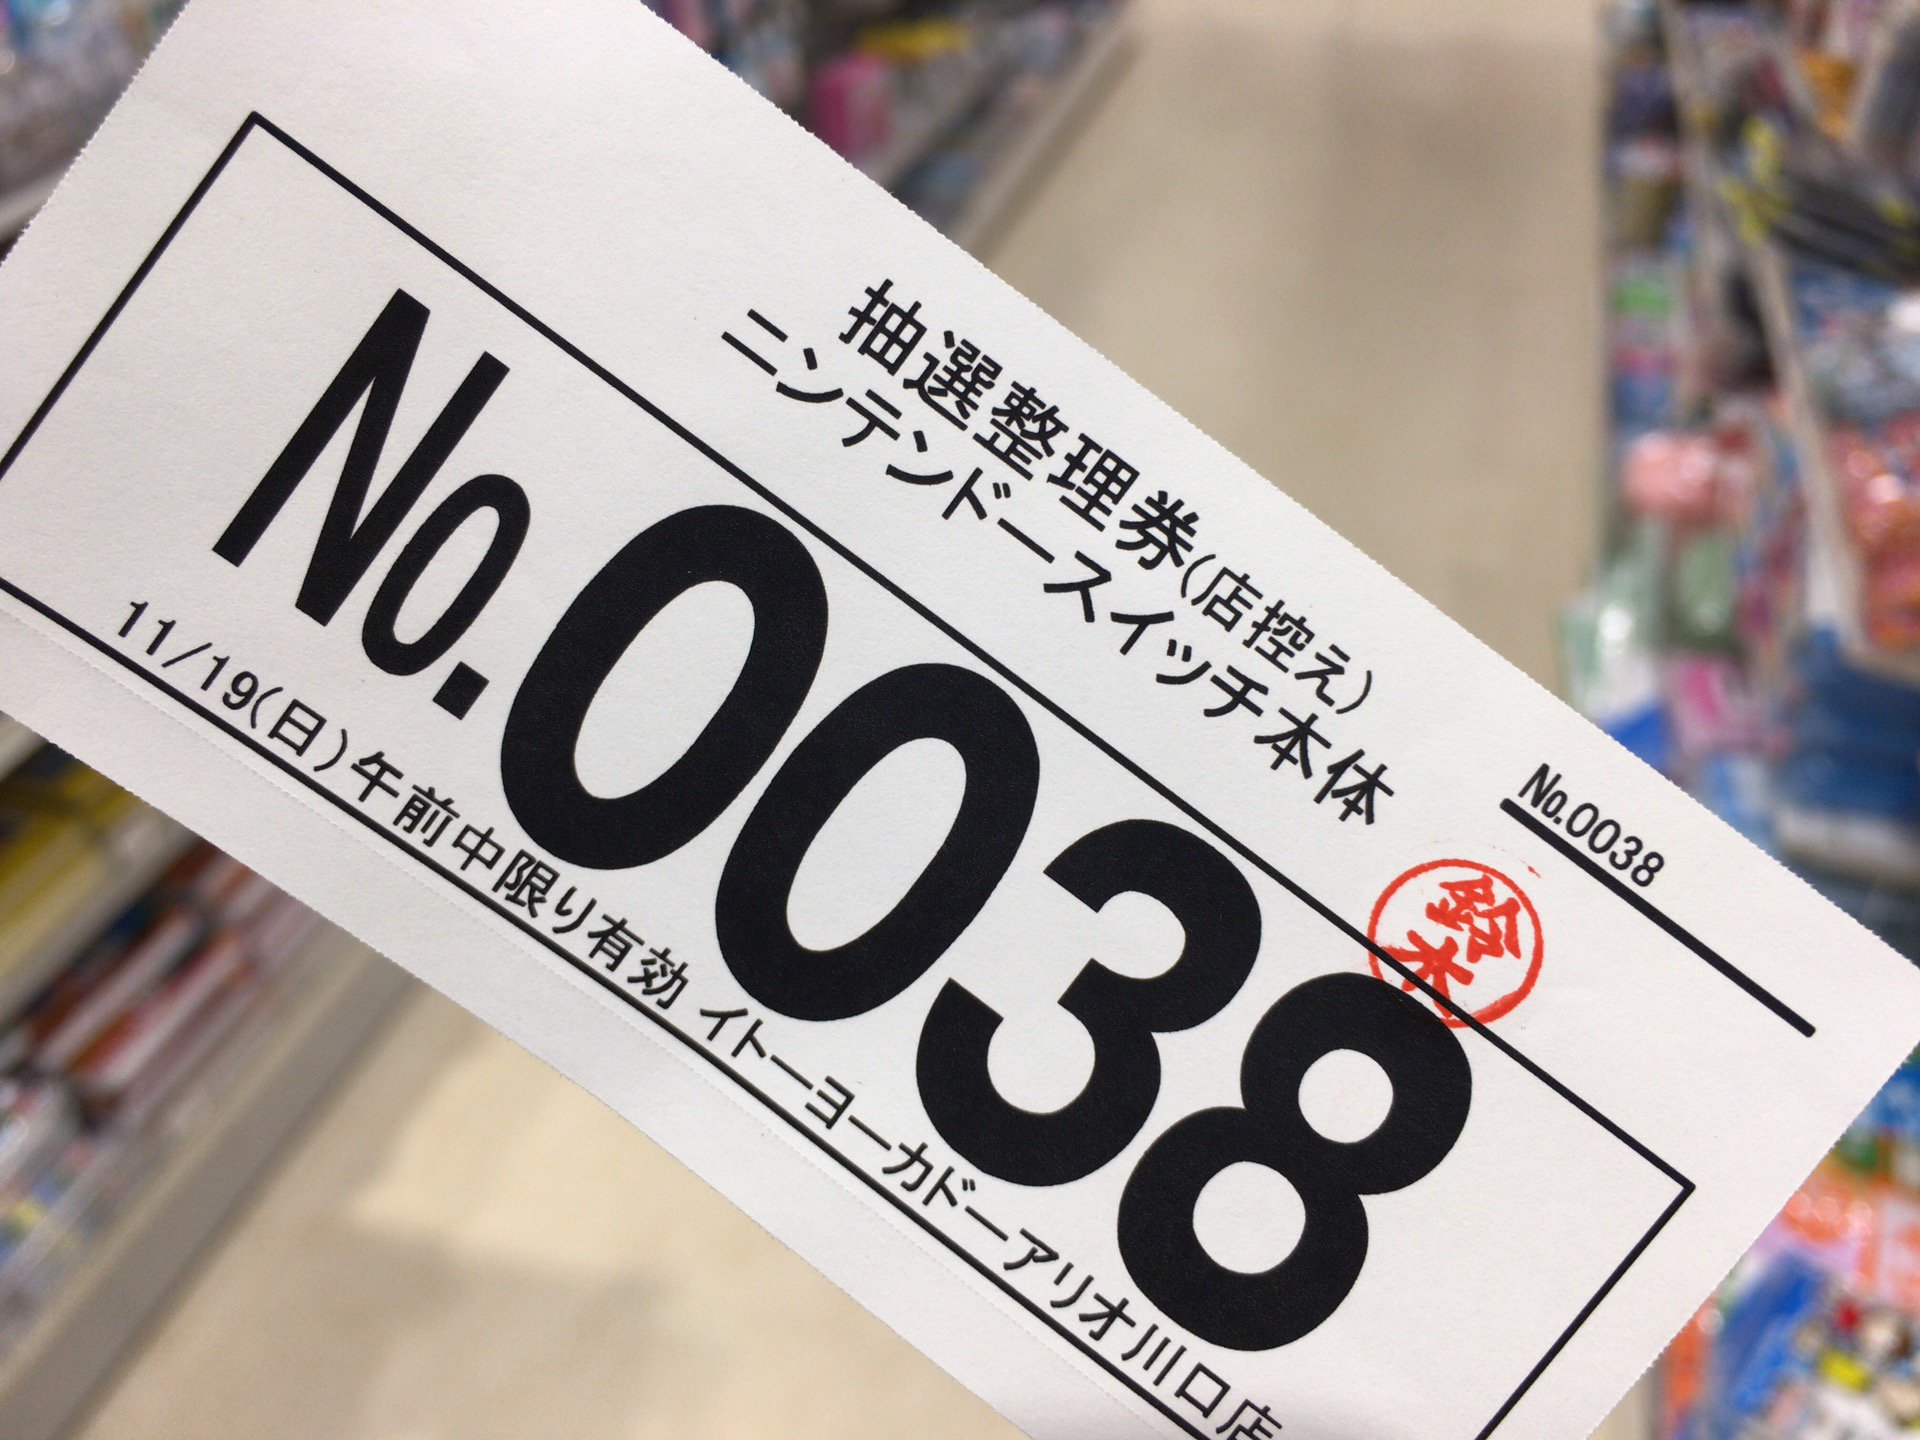 抽選整理券(店控え)
ニンテンドースイッチ本体
No.0038
鈴木
No.0038
11/19(日)午前中限り有効 イトーヨーカドーアリオ川口店